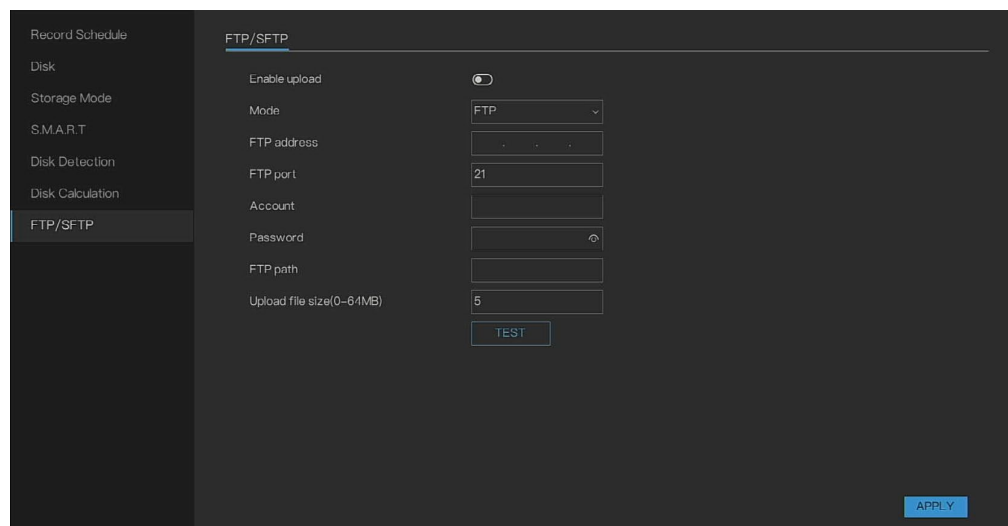 Record Schedule
Disk
Storage Mode
S.M.A.R.T
Disk Detection
Disk Calculation
FTP/SFTP
FTP/SFTP
Enable upload
Mode FTP
FTP address . . .
FTP port 21
Account
Password
FTP path
Upload file size(0-64MB) 5
TEST
APPLY